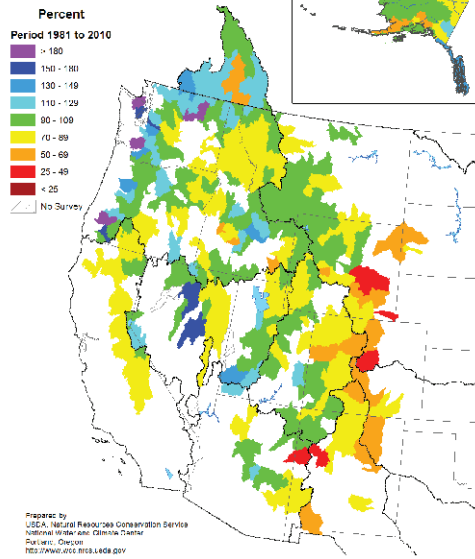 Percent
Period 1981 to 2010
> 180
150 - 180
130 - 149
110 - 129
90 - 109
70 - 89
50 - 69
25 - 49
< 25
No Survey
Prepared by
USDA, Natural Resources Conservation Service
National Water and Climate Center
Portland, Oregon
http://www.wcc.nrcs.usda.gov